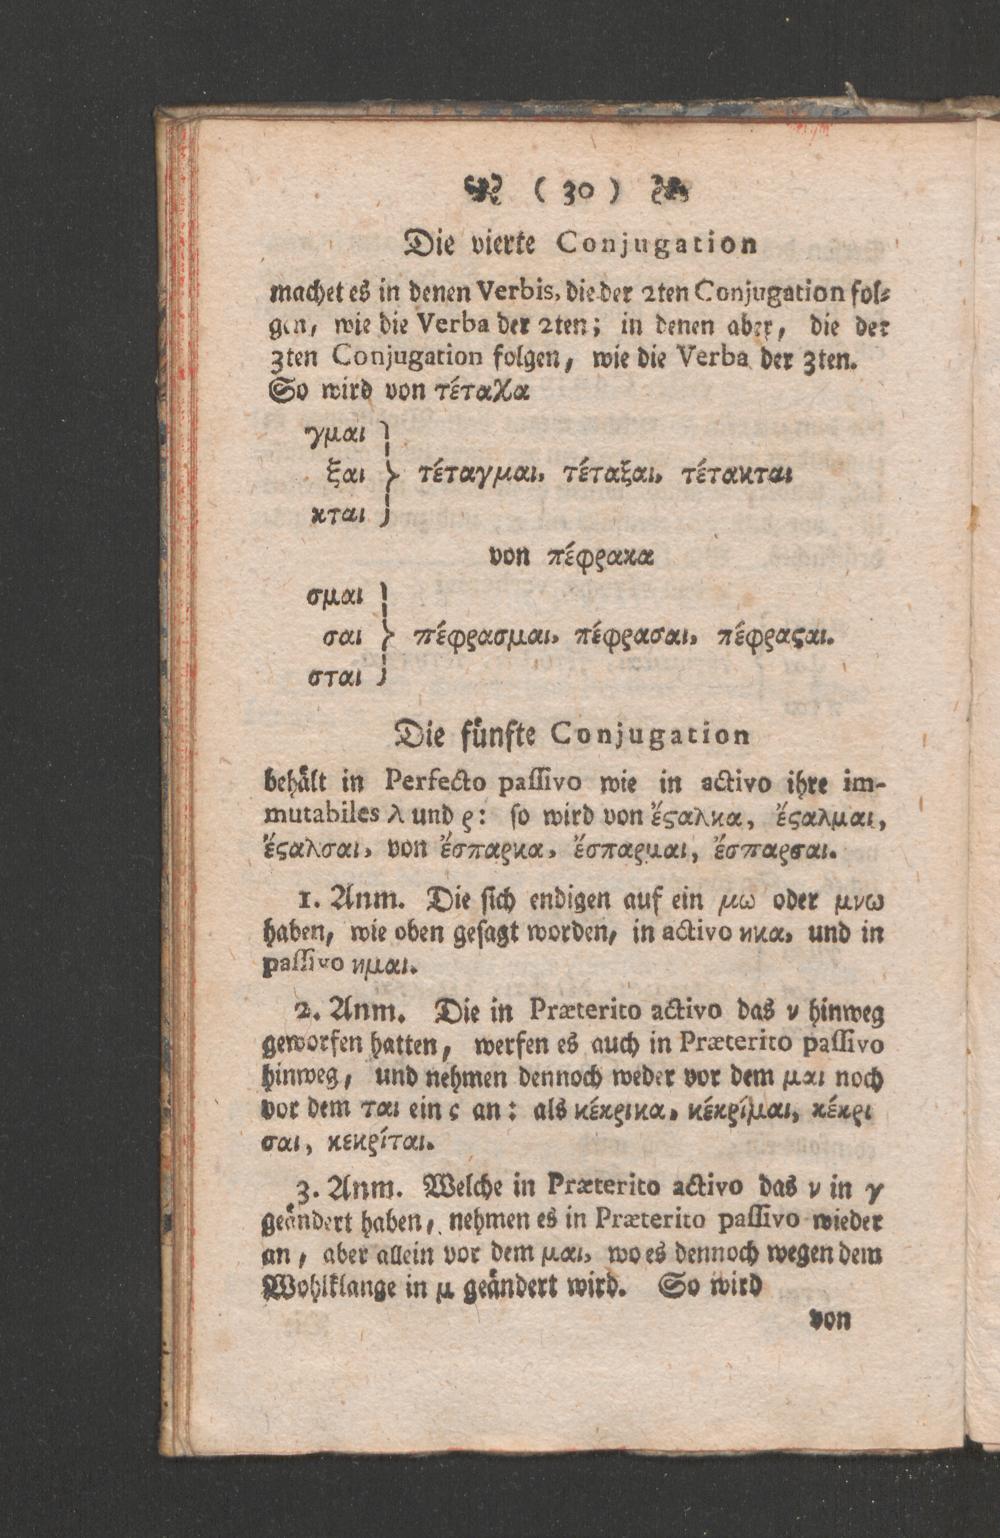 ( 30 )
Die vierte Conjugation
machet es in denen Verbis, die der 2ten Conjugation fol-
gen, wie die Verba der 2ten; in denen aber, die der
3ten Conjugation folgen, wie die Verba der 3ten.
So wird von τέταχα
γμαι
ξαι } τέταγμαι, τέταξαι, τέτακται
κται
von πέφρακα
σμαι
σαι } πέφρασμαι, πέφρασαι, πέφραϛαι.
σται
Die fünfte Conjugation
behält in Perfecto passivo wie in activo ihre im-
mutabiles λ und ρ: so wird von ἔϛαλκα, ἔϛαλμαι,
ἔϛαλσαι, von ἔσπαρκα, ἔσπαρμαι, ἔσπαρσαι.
1. Anm. Die sich endigen auf ein μω oder μνω
haben, wie oben gesagt worden, in activo ηκα, und in
passivo ημαι.
2. Anm. Die in Præterito activo das ν hinweg
geworfen hatten, werfen es auch in Præterito passivo
hinweg, und nehmen dennoch weder vor dem μαι noch
vor dem ται ein ς an: als κέκρικα, κέκρίμαι, κέκρι
σαι, κεκρίται.
3. Anm. Welche in Præterito activo das ν in γ
geändert haben, nehmen es in Præterito passivo wieder
an, aber allein vor dem μαι, wo es dennoch wegen dem
Wohlklange in μ geändert wird. So wird
von